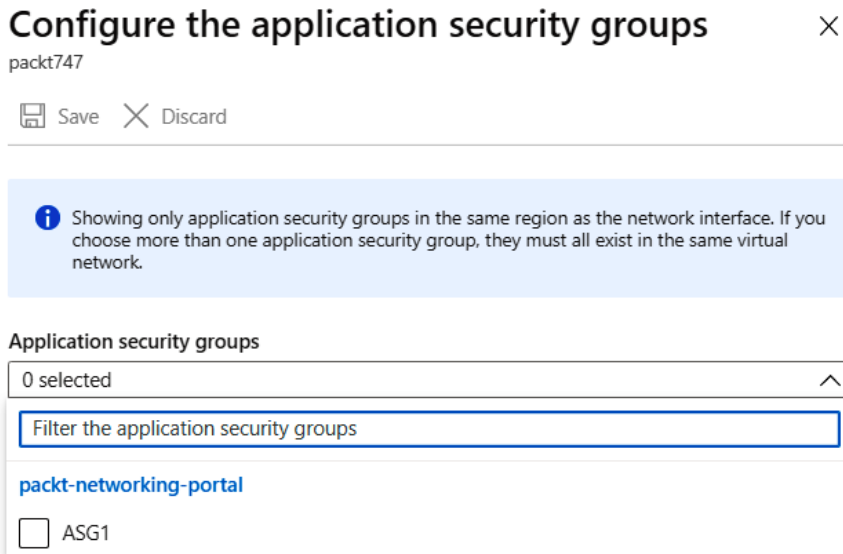 Configure the application security groups
packt747
Save Discard
Showing only application security groups in the same region as the network interface. If you
choose more than one application security group, they must all exist in the same virtual
network.
Application security groups
0 selected
Filter the application security groups
packt-networking-portal
ASG1